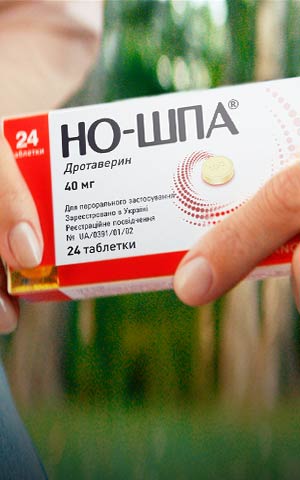 24
таблетки
НО-ШПА®
Дротаверин
40 мг
Для перорального застосування
Зареєстровано в Україні
Реєстраційне посвідчення
№ UA/0391/01/02
24 таблетки